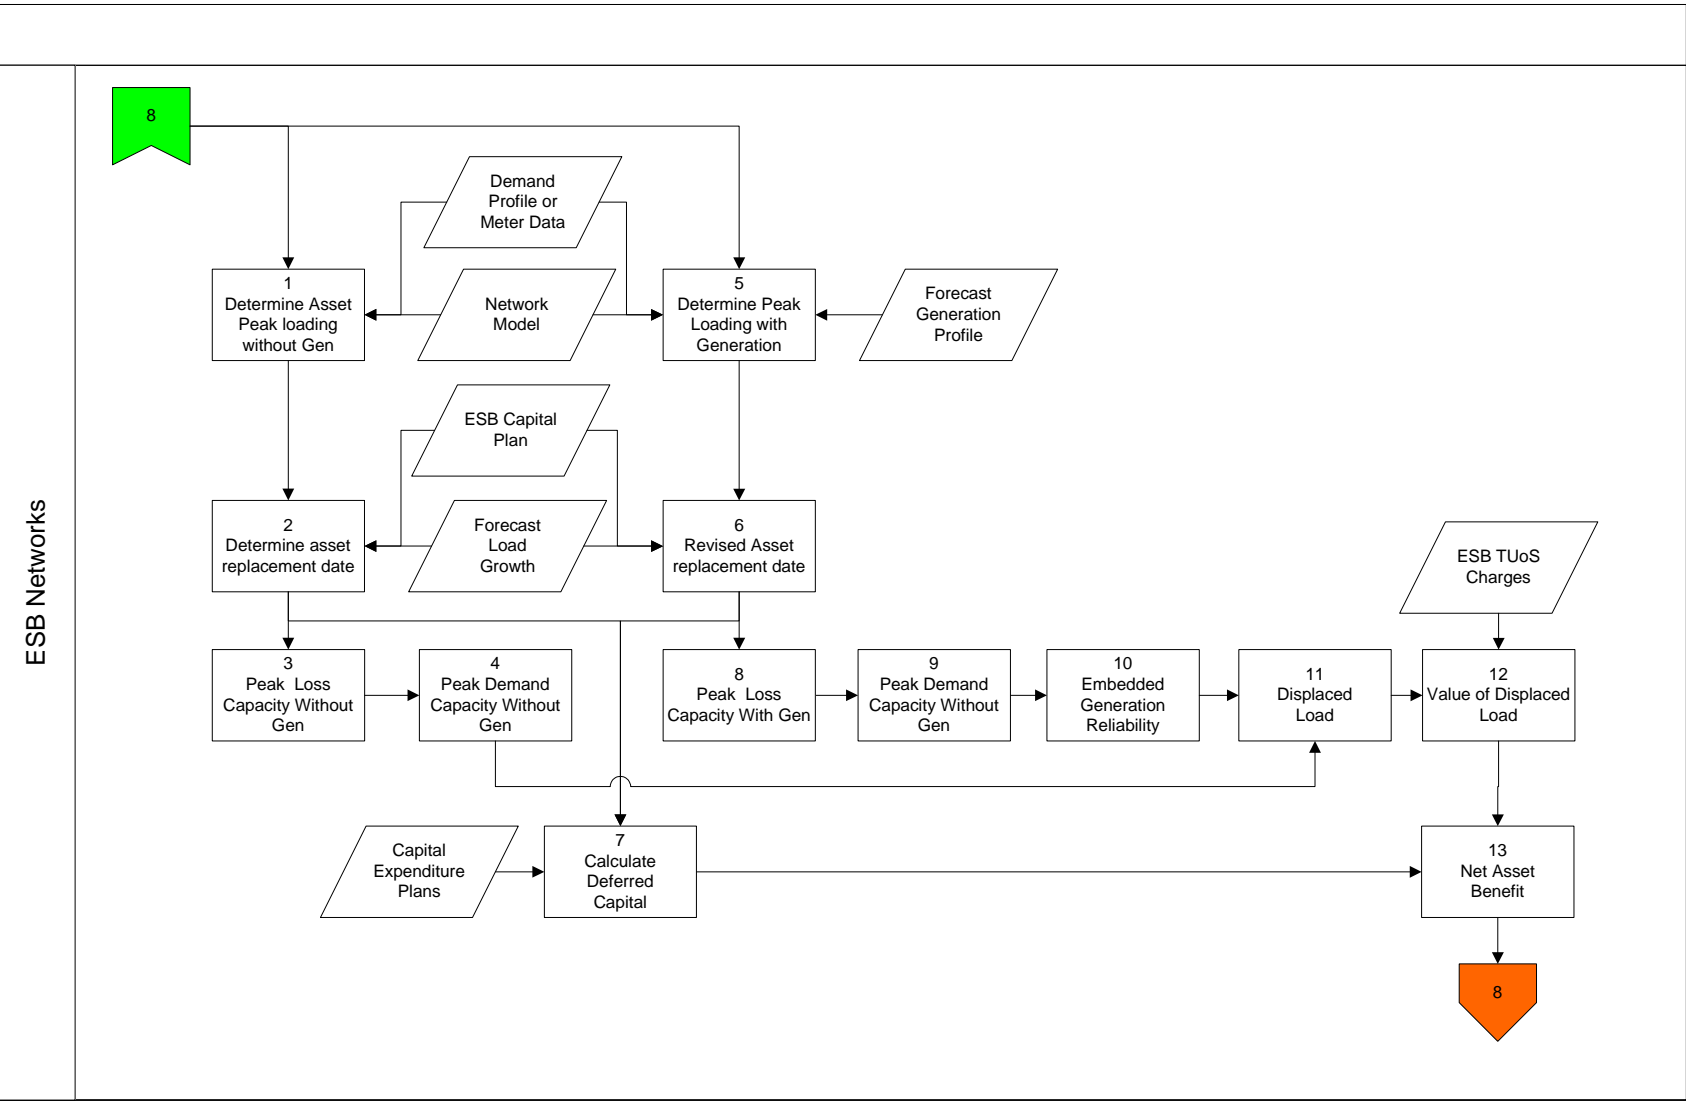 ESB Networks
8
Demand
Profile or
Meter Data
1
Determine Asset
Peak loading
without Gen
Network
Model
5
Determine Peak
Loading with
Generation
Forecast
Generation
Profile
ESB Capital
Plan
2
Determine asset
replacement date
Forecast
Load
Growth
6
Revised Asset
replacement date
ESB TUoS
Charges
3
Peak Loss
Capacity Without
Gen
4
Peak Demand
Capacity Without
Gen
8
Peak Loss
Capacity With Gen
9
Peak Demand
Capacity Without
Gen
10
Embedded
Generation
Reliability
11
Displaced
Load
12
Value of Displaced
Load
Capital
Expenditure
Plans
7
Calculate
Deferred
Capital
13
Net Asset
Benefit
8